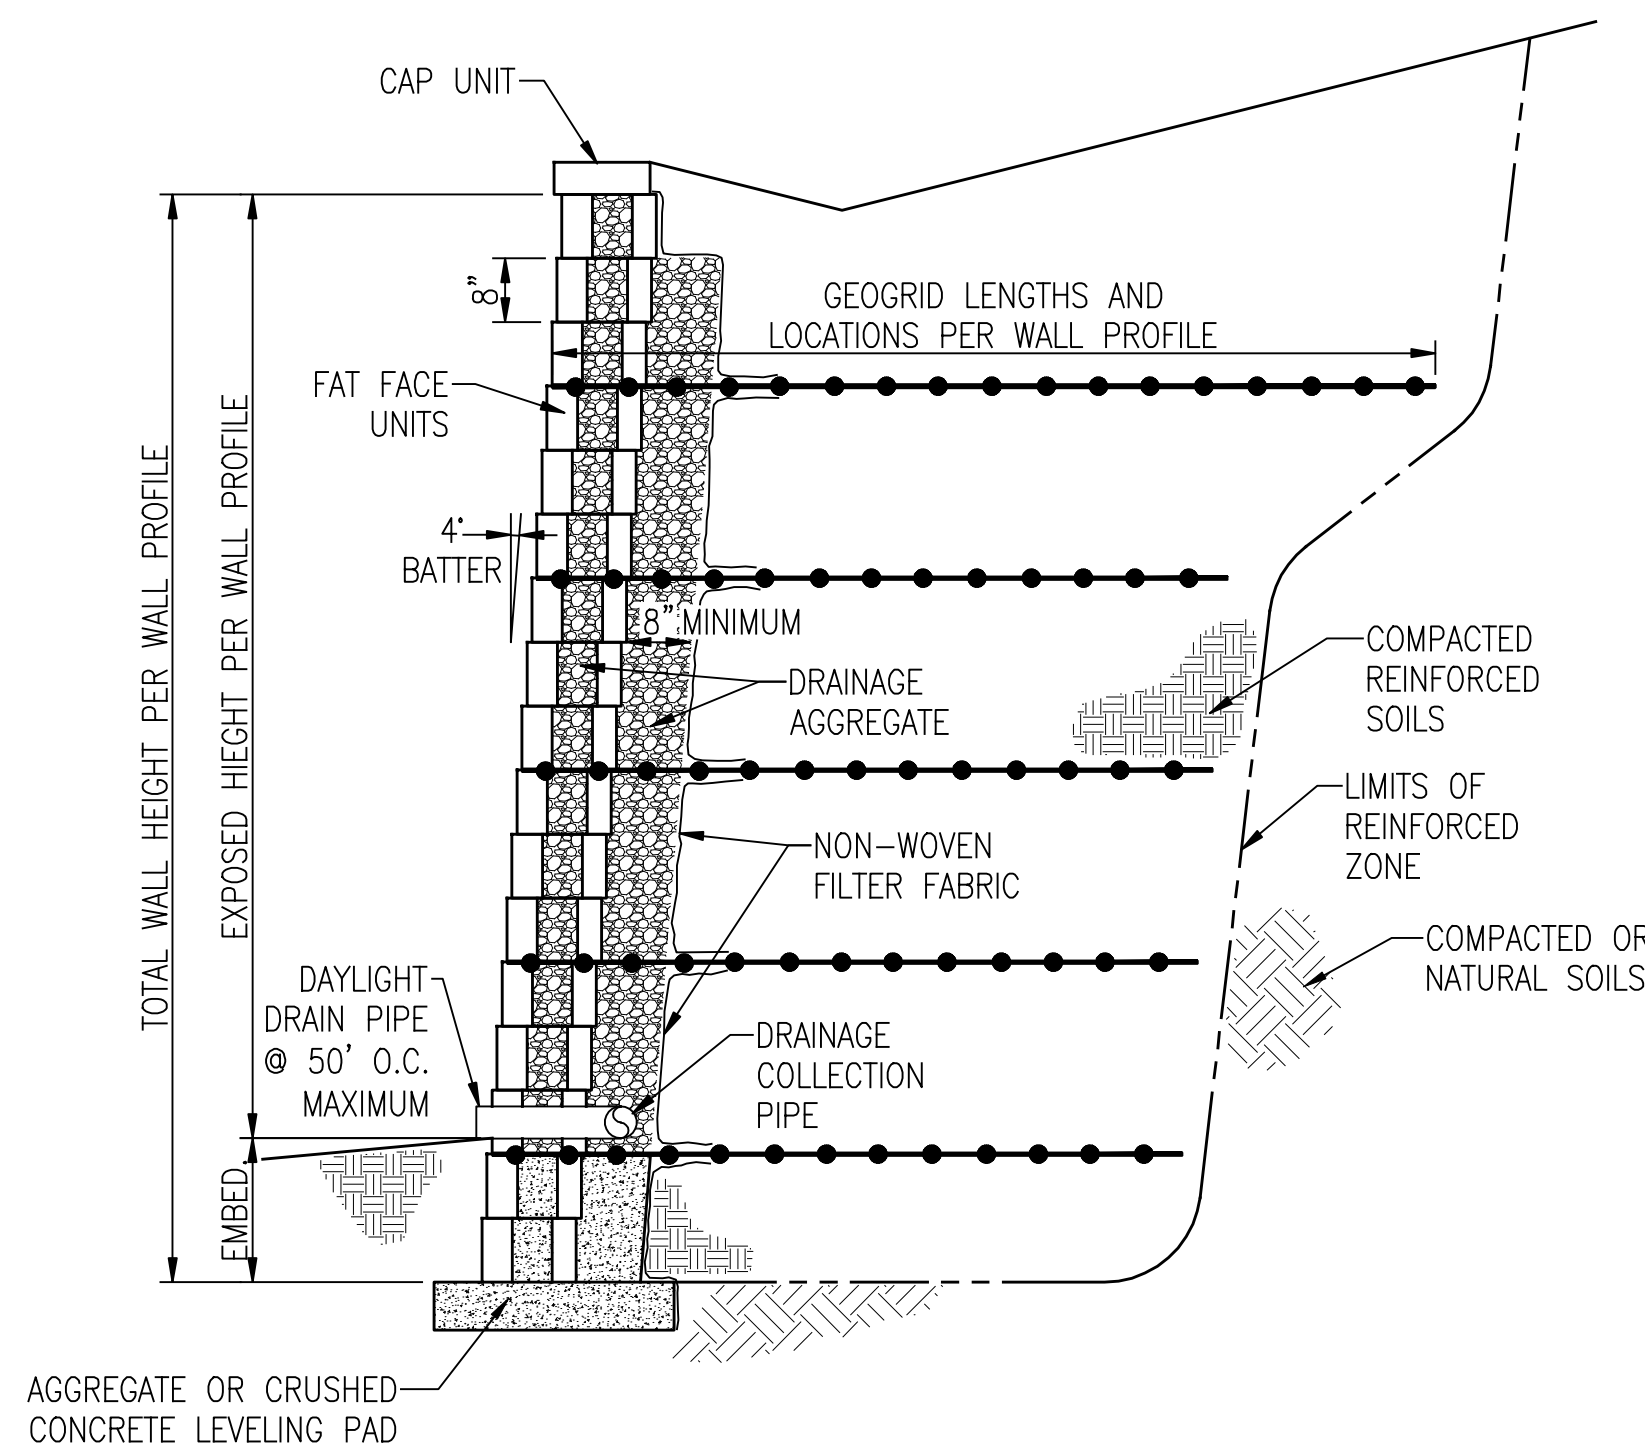 CAP UNIT
8"
GEOGRID LENGTHS AND
LOCATIONS PER WALL PROFILE
FAT FACE
UNITS
TOTAL WALL HEIGHT PER WALL PROFILE
EXPOSED HIEGHT PER WALL PROFILE
4°
BATTER
8" MINIMUM
DRAINAGE
AGGREGATE
COMPACTED
REINFORCED
SOILS
LIMITS OF
REINFORCED
ZONE
NON-WOVEN
FILTER FABRIC
COMPACTED OR
NATURAL SOILS
DAYLIGHT
DRAIN PIPE
@ 50' O.C.
MAXIMUM
DRAINAGE
COLLECTION
PIPE
EMBED.
AGGREGATE OR CRUSHED
CONCRETE LEVELING PAD